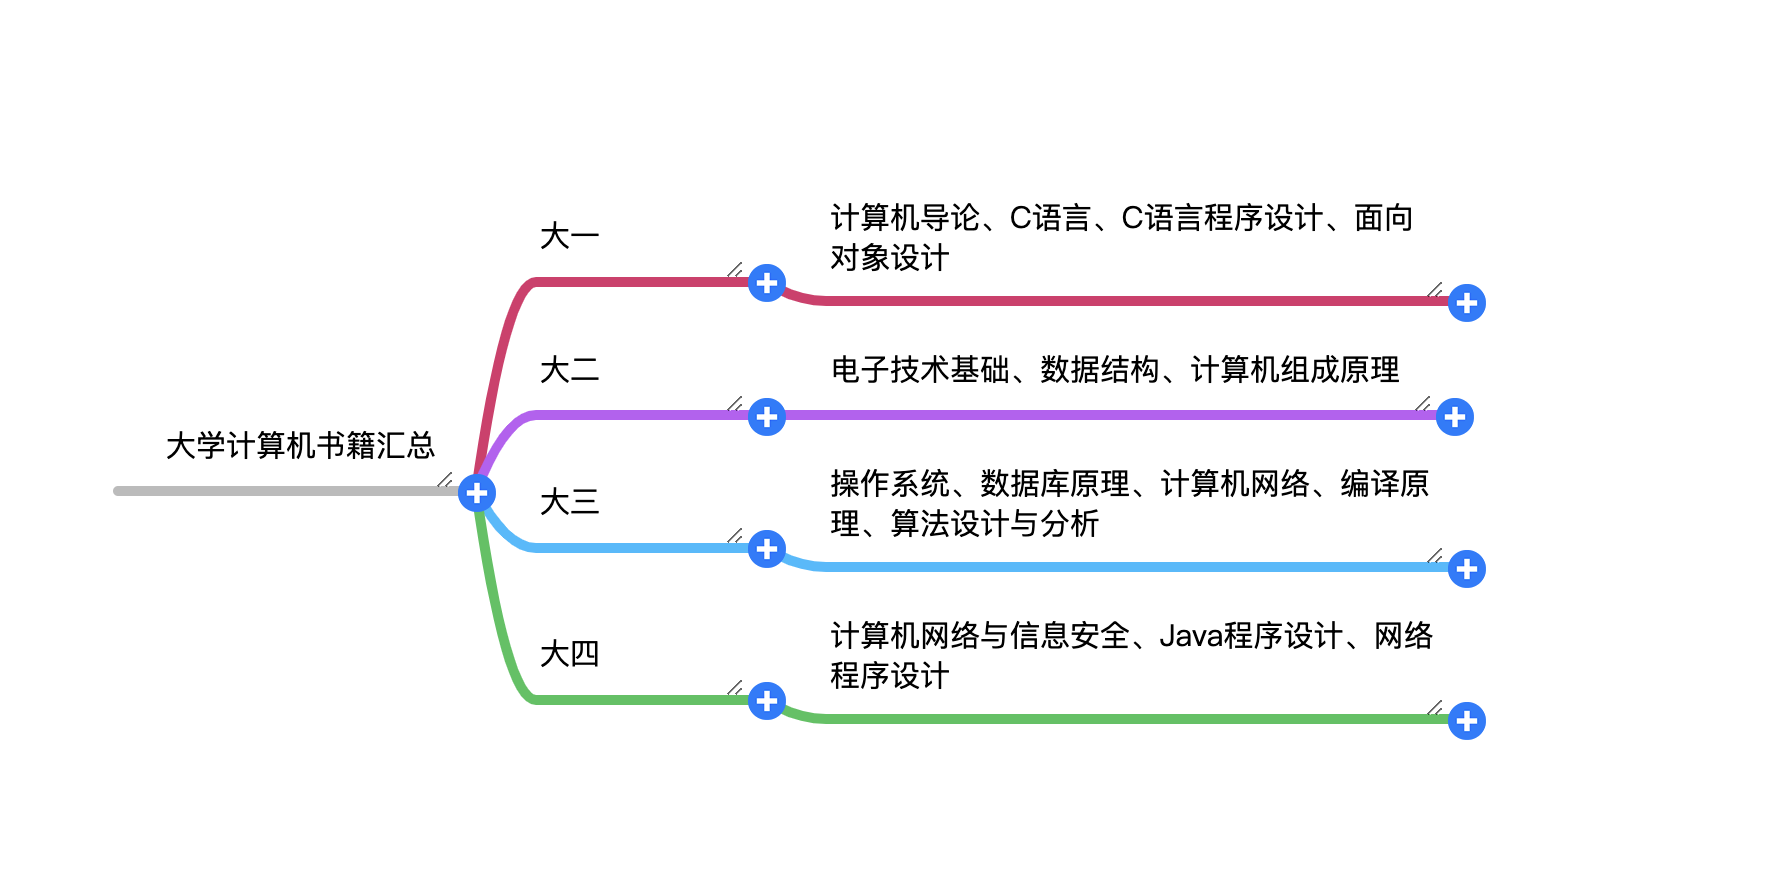 大学计算机书籍汇总
大一
计算机导论、C语言、C语言程序设计、面向
对象设计
大二
电子技术基础、数据结构、计算机组成原理
大三
操作系统、数据库原理、计算机网络、编译原
理、算法设计与分析
大四
计算机网络与信息安全、Java程序设计、网络
程序设计